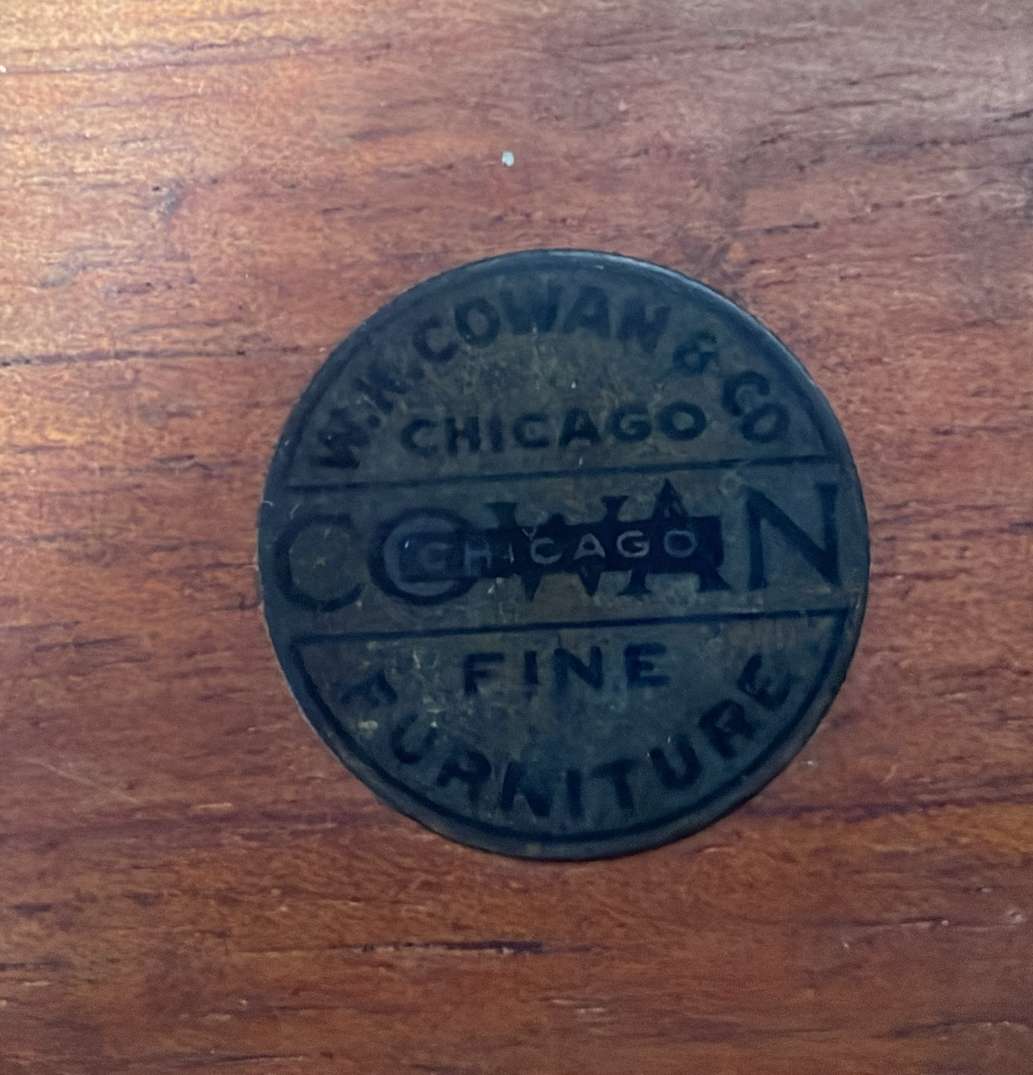 W.K. COWAN & CO
CHICAGO
COWAN
CHICAGO
FINE
FURNITURE